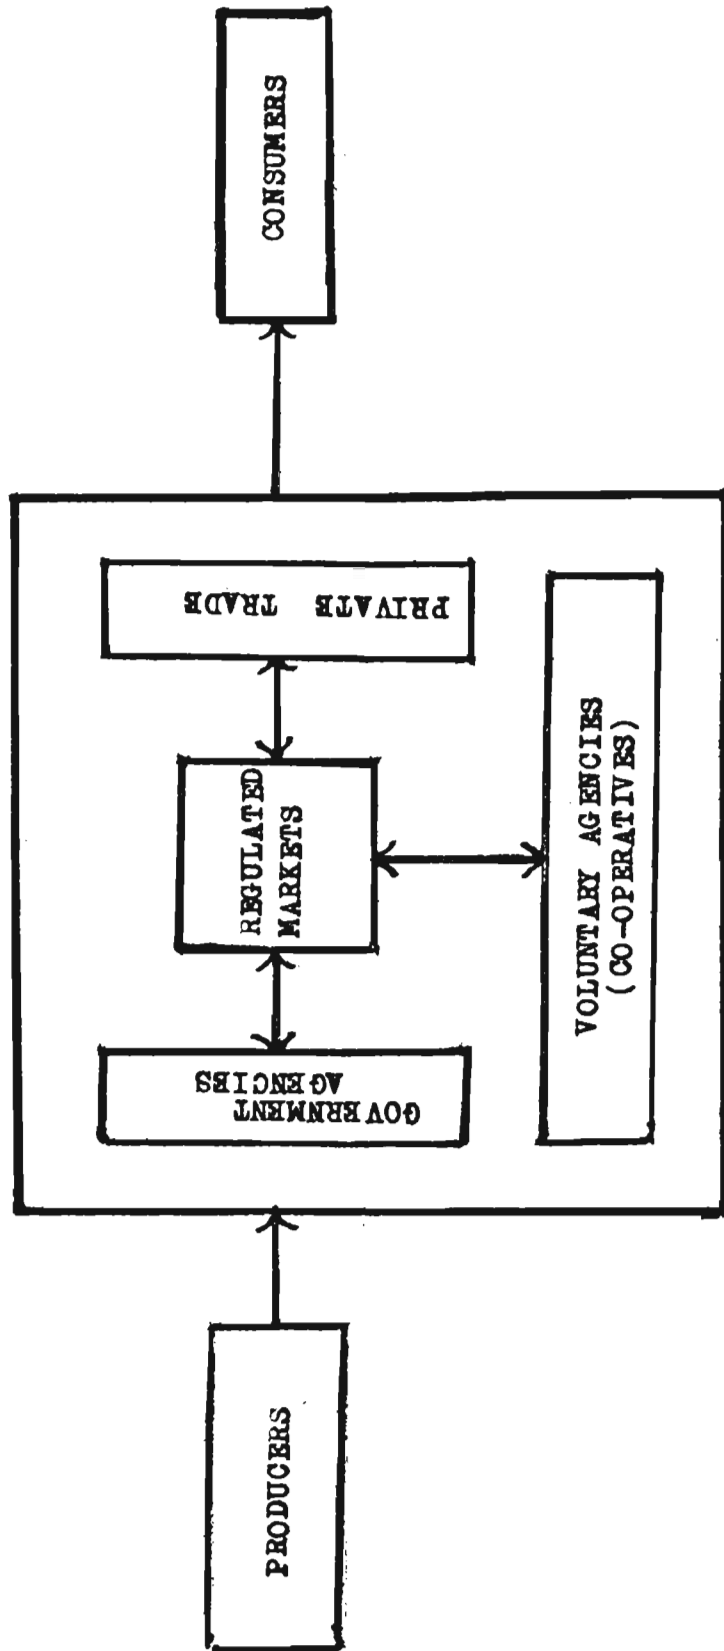 PRODUCERS
GOVERNMENT
AGENCIES
REGULATED
MARKETS
PRIVATE TRADE
VOLUNTARY AGENCIES
(CO-OPERATIVES)
CONSUMERS